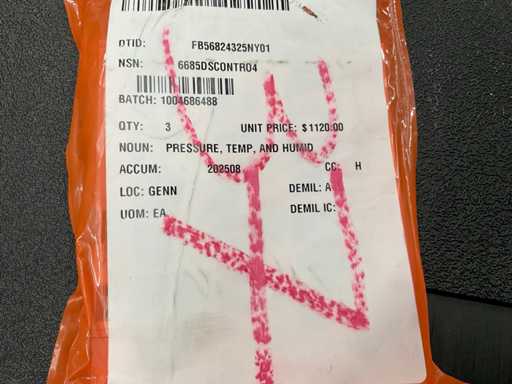 DTID: FB56824325NY01
NSN: 6685DSCONTR04
BATCH: 1004686488
QTY: 3 UNIT PRICE: $1120.00
NOUN: PRESSURE, TEMP, AND HUMID
ACCUM: 202508 CC: H
LOC: GENN DEMIL: A
UOM: EA DEMIL IC: